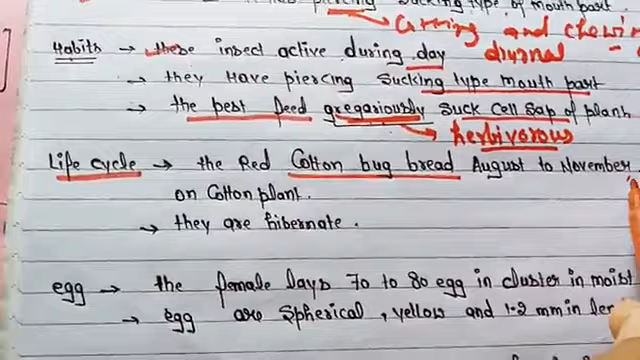 piercing sucking type of mouth part.
Cutting and chewin
Habits → these insect active during day diurnal
→ they Have piercing sucking type mouth part
→ the pest feed gregariously suck cell sap of plant
→ herbivorous
Life cycle → the Red Cotton bug bread August to November
on Cotton plant.
→ they are hibernate.
egg → the female lays 70 to 80 egg in cluster in moist
→ egg are spherical, yellow and 1.2 mm in len